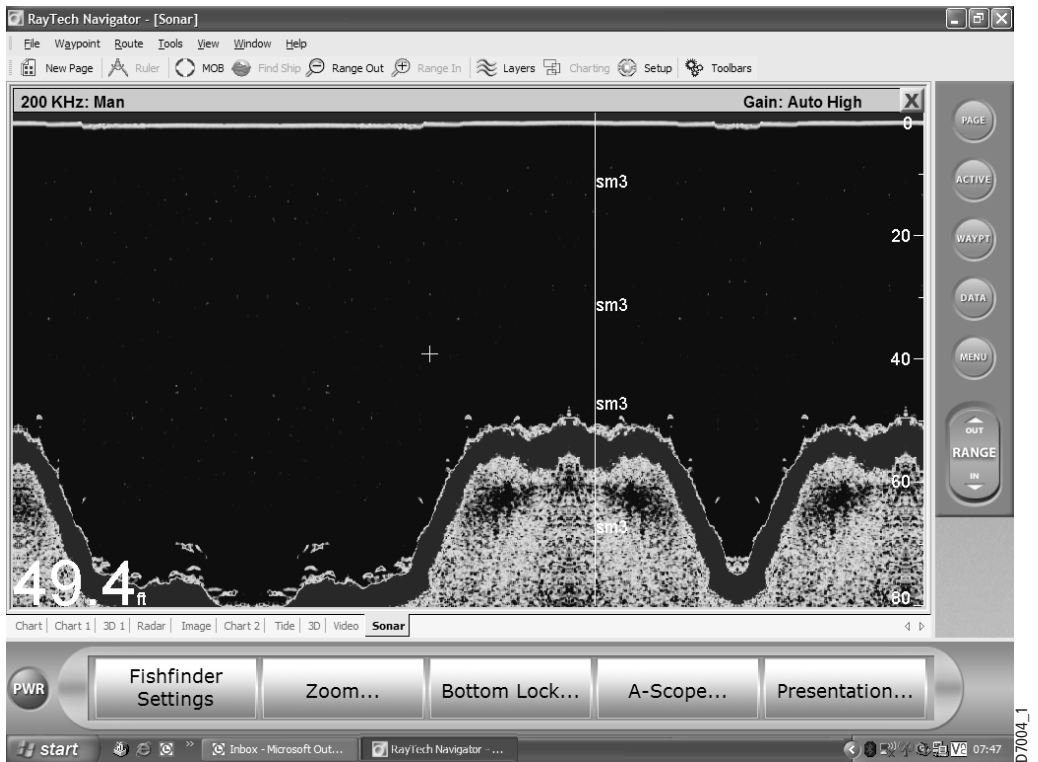 RayTech Navigator - [Sonar]
File Waypoint Route Tools View Window Help
New Page Ruler MOB Find Ship Range Out Range In Layers Charting Setup Toolbars
200 KHz: Man Gain: Auto High X
0
sm3
20
sm3
40
sm3
60
sm3
80
49.4 ft
PAGE
ACTIVE
WAYPT
DATA
MENU
OUT
RANGE
IN
Chart Chart 1 3D 1 Radar Image Chart 2 Tide 3D Video Sonar
PWR
Fishfinder
Settings
Zoom...
Bottom Lock...
A-Scope...
Presentation...
start Inbox - Microsoft Out... RayTech Navigator - ... 07:47
D7004_1